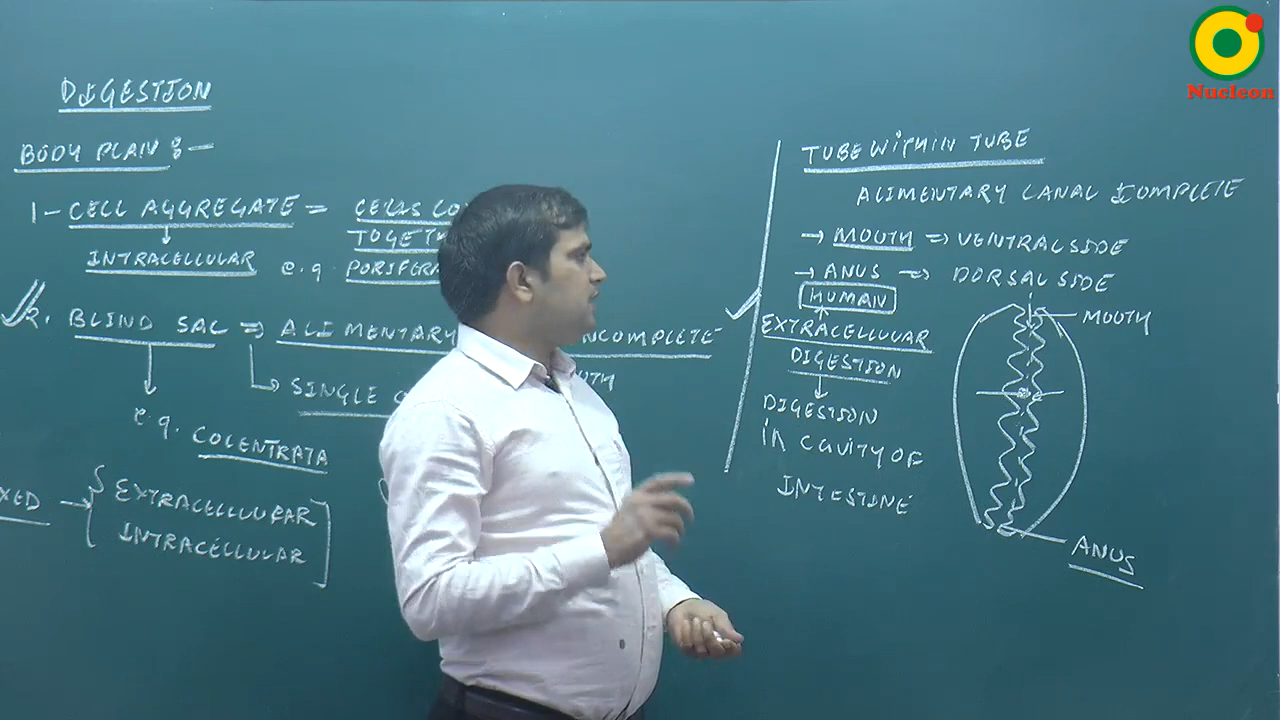 Nucleon
DIGESTION
BODY PLAN :-
1- CELL AGGREGATE = CELLS
TOGETH
INTRACELLULAR e.g. PORIFERA
2. BLIND SAC => ALIMENTARY INCOMPLETE
SINGLE
e.g. COLENTRATA
XED → EXTRACELLULAR
INTRACELLULAR
TUBE WITHIN TUBE
ALIMENTARY CANAL COMPLETE
→ MOUTH => VENTRAL SIDE
→ ANUS => DORSAL SIDE
HUMAN
EXTRACELLULAR
DIGESTION
DIGESTION
IN CAVITY OF
INTESTINE
MOUTH
ANUS